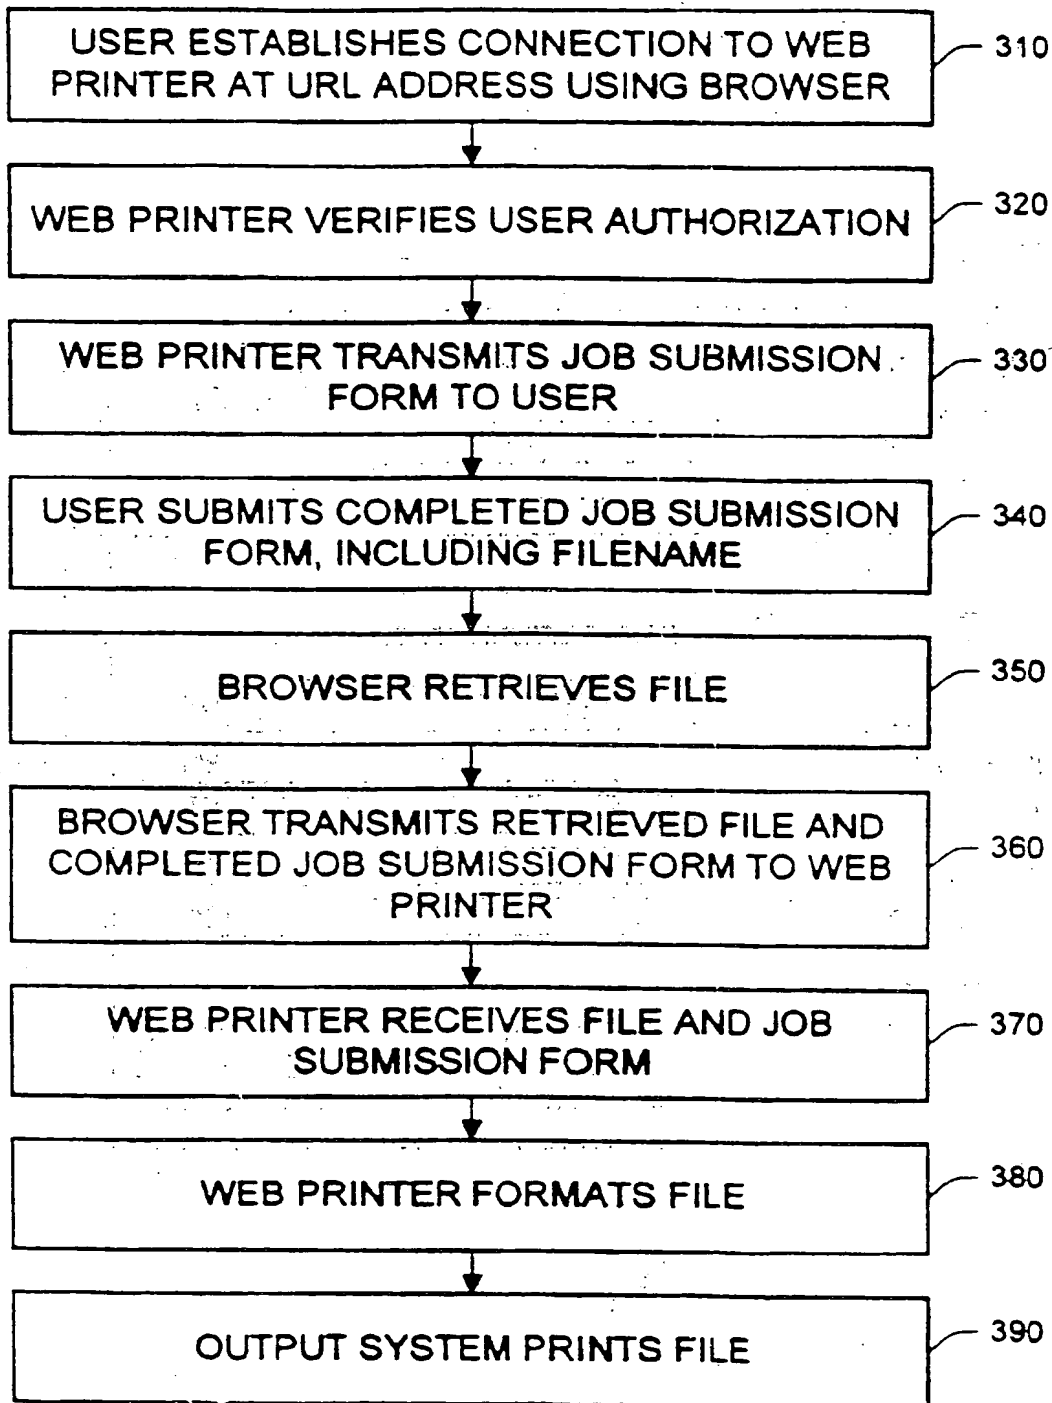 USER ESTABLISHES CONNECTION TO WEB
PRINTER AT URL ADDRESS USING BROWSER
310
WEB PRINTER VERIFIES USER AUTHORIZATION
320
WEB PRINTER TRANSMITS JOB SUBMISSION
FORM TO USER
330
USER SUBMITS COMPLETED JOB SUBMISSION
FORM, INCLUDING FILENAME
340
BROWSER RETRIEVES FILE
350
BROWSER TRANSMITS RETRIEVED FILE AND
COMPLETED JOB SUBMISSION FORM TO WEB
PRINTER
360
WEB PRINTER RECEIVES FILE AND JOB
SUBMISSION FORM
370
WEB PRINTER FORMATS FILE
380
OUTPUT SYSTEM PRINTS FILE
390